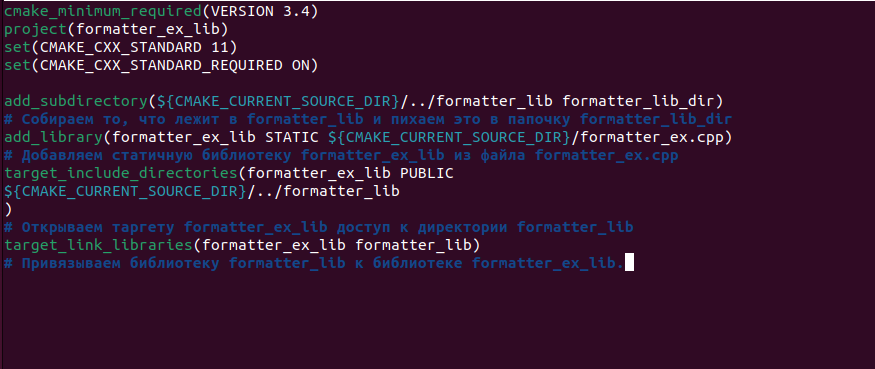 cmake_minimum_required(VERSION 3.4)
project(formatter_ex_lib)
set(CMAKE_CXX_STANDARD 11)
set(CMAKE_CXX_STANDARD_REQUIRED ON)
add_subdirectory(${CMAKE_CURRENT_SOURCE_DIR}/../formatter_lib formatter_lib_dir)
# Собираем то, что лежит в formatter_lib и пихаем это в папочку formatter_lib_dir
add_library(formatter_ex_lib STATIC ${CMAKE_CURRENT_SOURCE_DIR}/formatter_ex.cpp)
# Добавляем статичную библиотеку formatter_ex_lib из файла formatter_ex.cpp
target_include_directories(formatter_ex_lib PUBLIC
${CMAKE_CURRENT_SOURCE_DIR}/../formatter_lib
)
# Открываем таргету formatter_ex_lib доступ к директории formatter_lib
target_link_libraries(formatter_ex_lib formatter_lib)
# Привязываем библиотеку formatter_lib к библиотеке formatter_ex_lib.